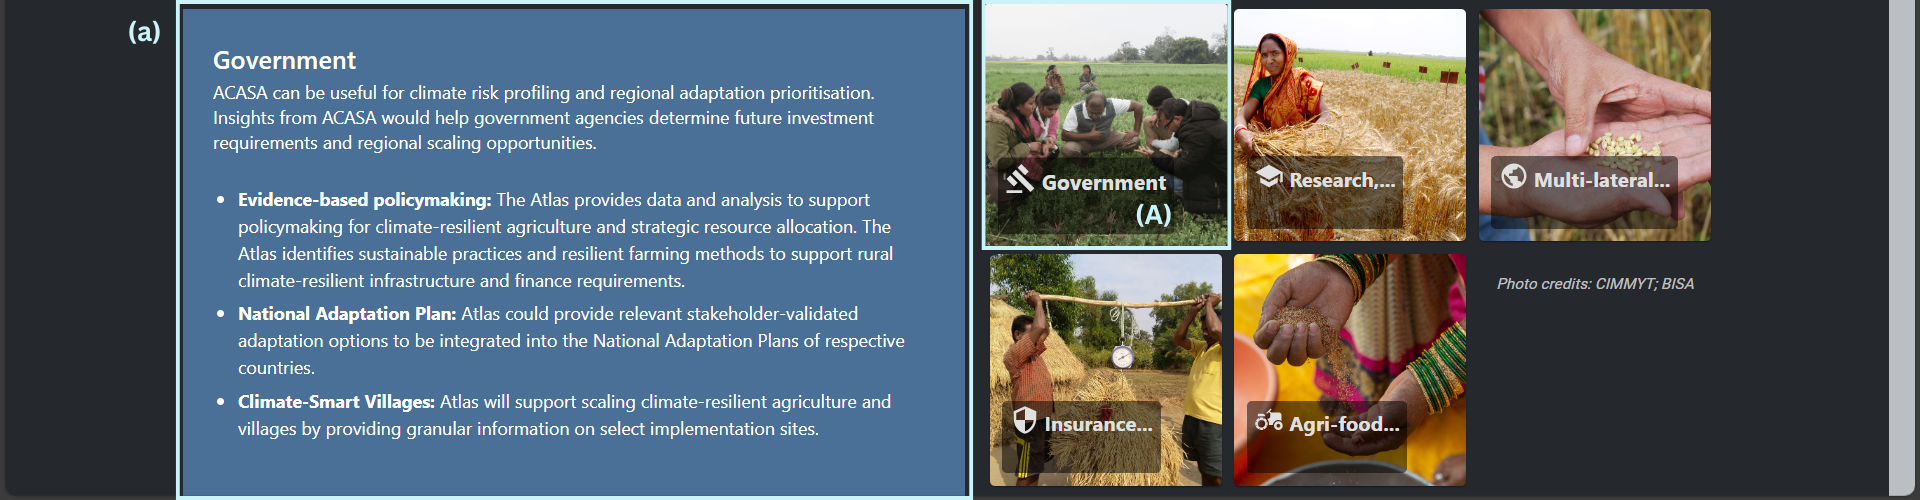 (a)
Government
ACASA can be useful for climate risk profiling and regional adaptation prioritisation.
Insights from ACASA would help government agencies determine future investment
requirements and regional scaling opportunities.
• Evidence-based policymaking: The Atlas provides data and analysis to support
policymaking for climate-resilient agriculture and strategic resource allocation. The
Atlas identifies sustainable practices and resilient farming methods to support rural
climate-resilient infrastructure and finance requirements.
• National Adaptation Plan: Atlas could provide relevant stakeholder-validated
adaptation options to be integrated into the National Adaptation Plans of respective
countries.
• Climate-Smart Villages: Atlas will support scaling climate-resilient agriculture and
villages by providing granular information on select implementation sites.
Government
(A)
Research,...
Multi-lateral...
Insurance...
Agri-food...
Photo credits: CIMMYT; BISA